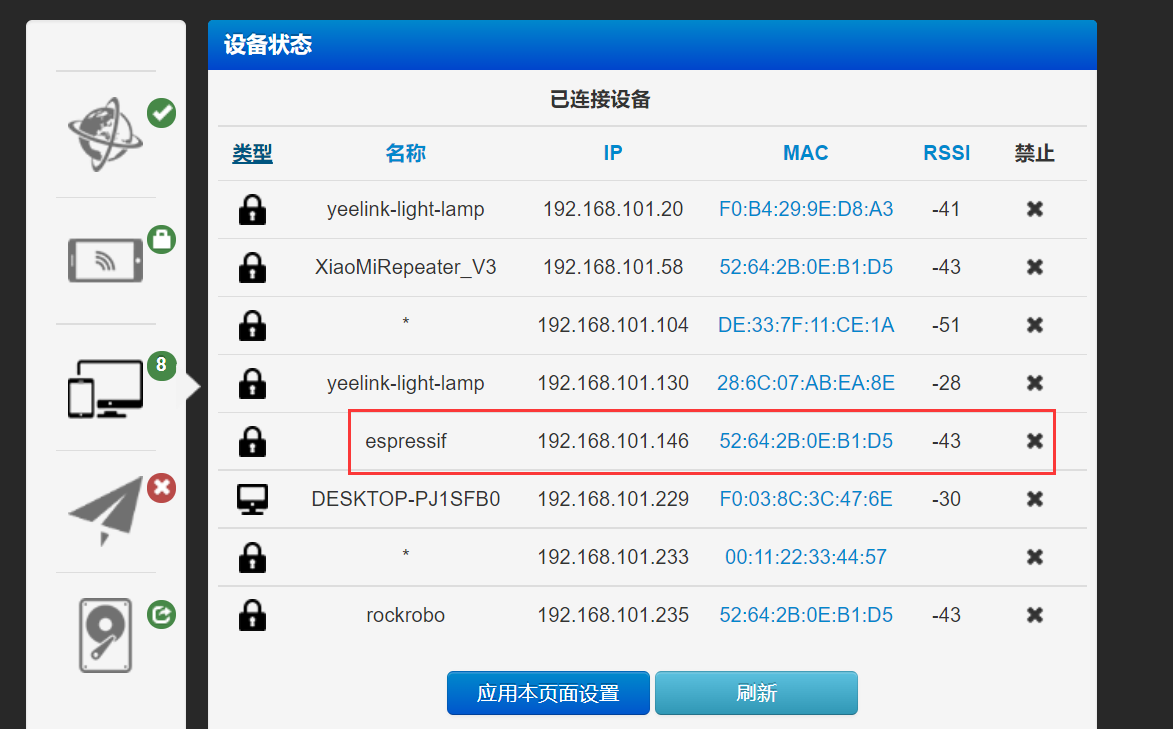 设备状态
已连接设备
类型 名称 IP MAC RSSI 禁止
yeelink-light-lamp 192.168.101.20 F0:B4:29:9E:D8:A3 -41
XiaoMiRepeater_V3 192.168.101.58 52:64:2B:0E:B1:D5 -43
* 192.168.101.104 DE:33:7F:11:CE:1A -51
yeelink-light-lamp 192.168.101.130 28:6C:07:AB:EA:8E -28
8
espressif 192.168.101.146 52:64:2B:0E:B1:D5 -43
DESKTOP-PJ1SFB0 192.168.101.229 F0:03:8C:3C:47:6E -30
* 192.168.101.233 00:11:22:33:44:57
rockrobo 192.168.101.235 52:64:2B:0E:B1:D5 -43
应用本页面设置 刷新